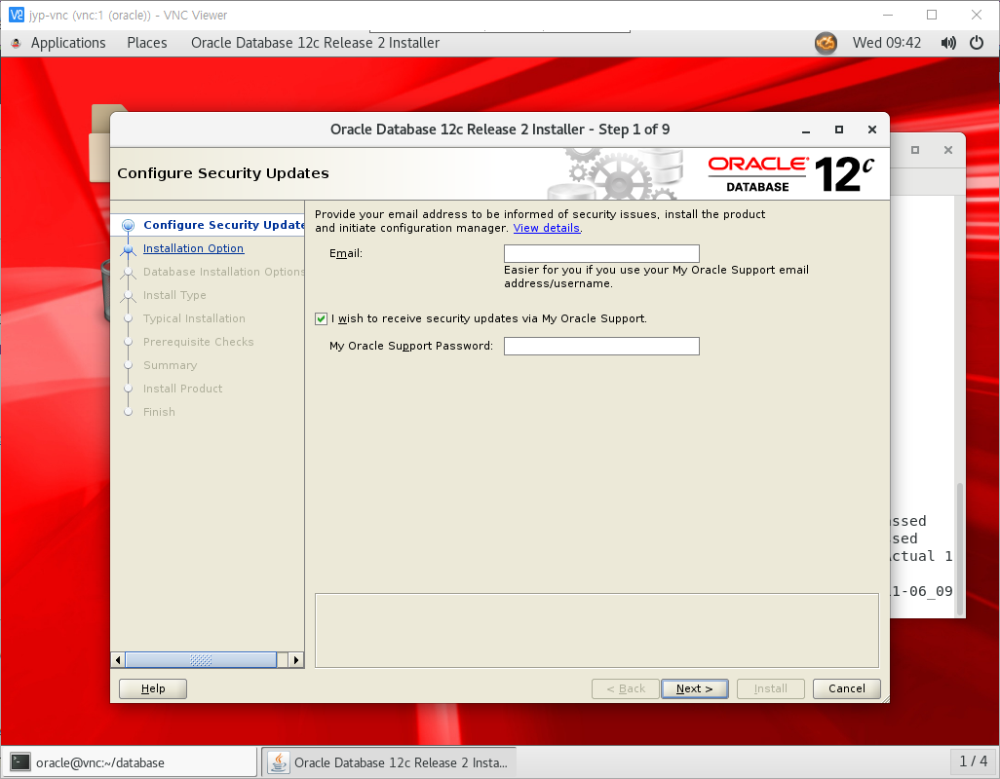 jyp-vnc (vnc:1 (oracle)) - VNC Viewer
Applications Places Oracle Database 12c Release 2 Installer Wed 09:42
Oracle Database 12c Release 2 Installer - Step 1 of 9
Configure Security Updates
ORACLE
DATABASE 12c
Configure Security Update
Installation Option
Database Installation Options
Install Type
Typical Installation
Prerequisite Checks
Summary
Install Product
Finish
Provide your email address to be informed of security issues, install the product
and initiate configuration manager. View details.
Email:
Easier for you if you use your My Oracle Support email
address/username.
I wish to receive security updates via My Oracle Support.
My Oracle Support Password:
ssed
sed
ctual 1
1-06_09
Help < Back Next > Install Cancel
oracle@vnc:~/database Oracle Database 12c Release 2 Insta... 1 / 4